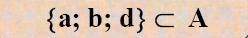 {a; b; d} ⊂ A